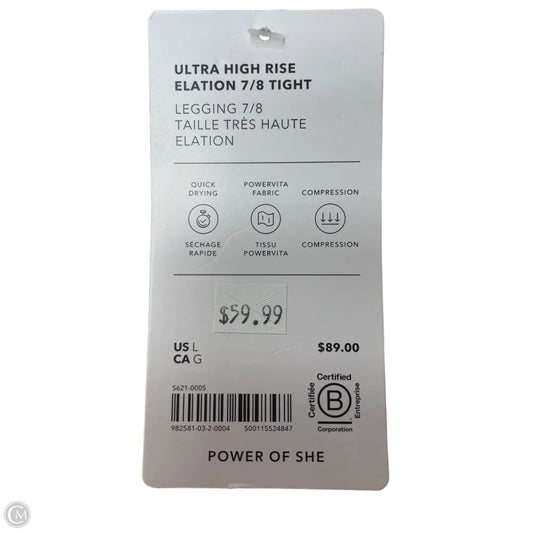 ULTRA HIGH RISE
ELATION 7/8 TIGHT
LEGGING 7/8
TAILLE TRÈS HAUTE
ELATION
QUICK
DRYING
POWERVITA
FABRIC
COMPRESSION
SÉCHAGE
RAPIDE
TISSU
POWERVITA
COMPRESSION
$59.99
US L
CA G
$89.00
S621-0005
982581-03-2-0004 500115524847
Certified
Certifiée
B
Entreprise
Corporation
POWER OF SHE
CM